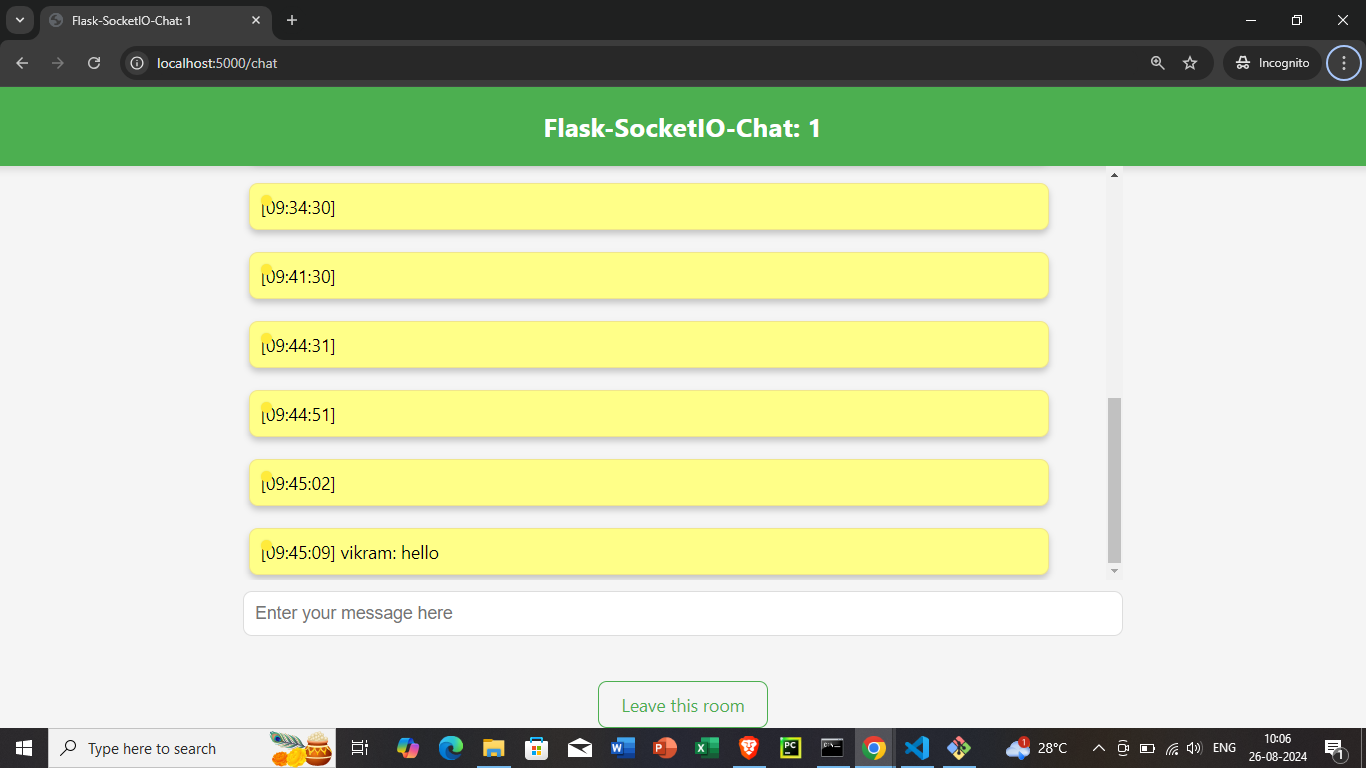 Flask-SocketIO-Chat: 1
localhost:5000/chat
Incognito
Flask-SocketIO-Chat: 1
[09:34:30]
[09:41:30]
[09:44:31]
[09:44:51]
[09:45:02]
[09:45:09] vikram: hello
Enter your message here
Leave this room
Type here to search
1
28°C
ENG
10:06
26-08-2024
1